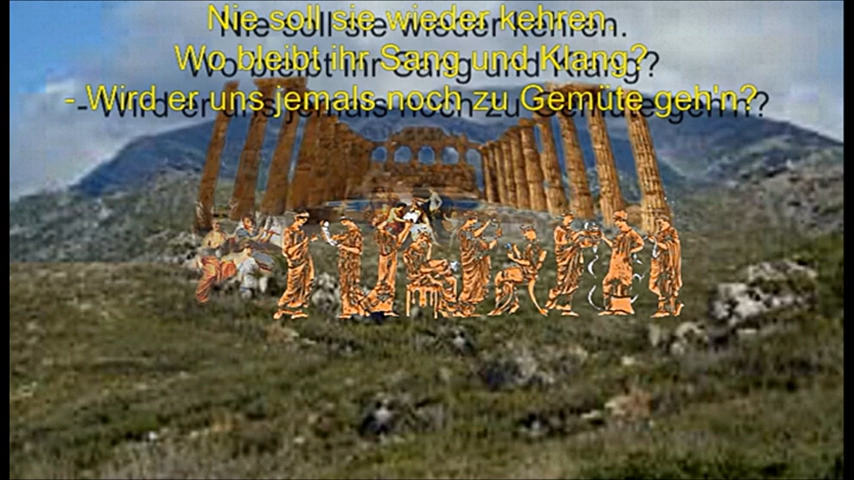 Nie soll sie wieder kehren.
Wo bleibt ihr Sang und Klang?
- Wird er uns jemals noch zu Gemüte geh'n?